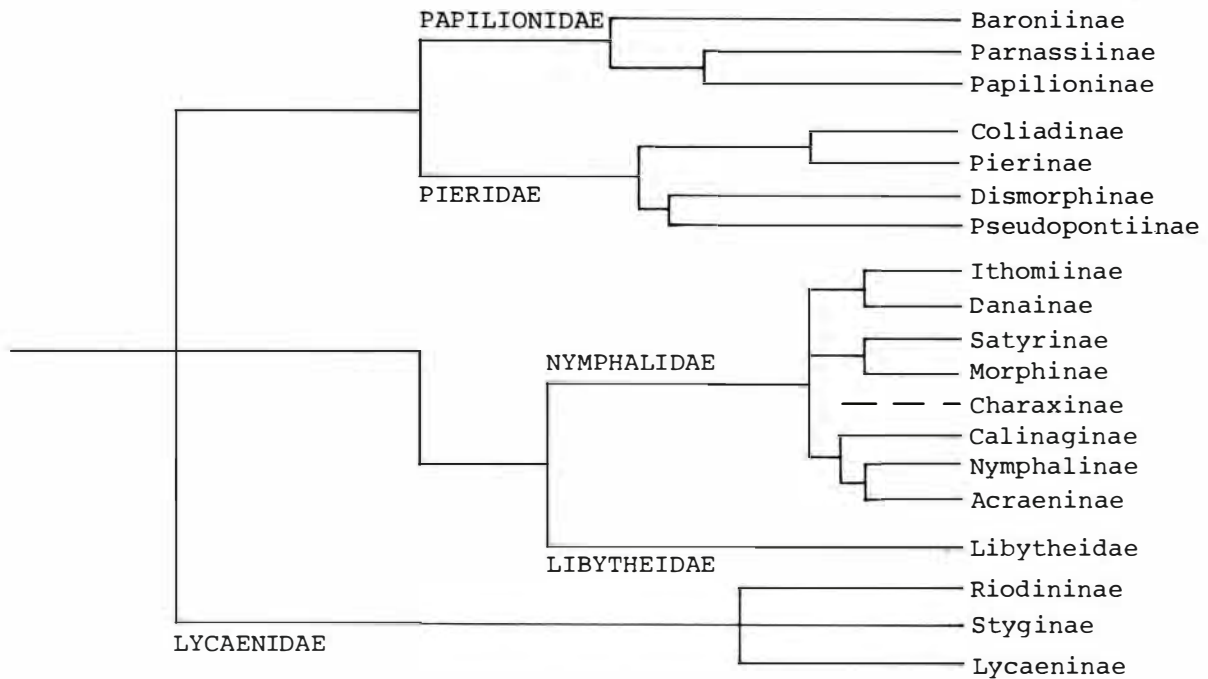 PAPILIONIDAE
Baroniinae
Parnassiinae
Papilioninae
Coliadinae
Pierinae
PIERIDAE
Dismorphinae
Pseudopontiinae
Ithomiinae
Danainae
Satyrinae
NYMPHALIDAE
Morphinae
Charaxinae
Calinaginae
Nymphalinae
Acraeninae
Libytheidae
LIBYTHEIDAE
Riodininae
Styginae
LYCAENIDAE
Lycaeninae